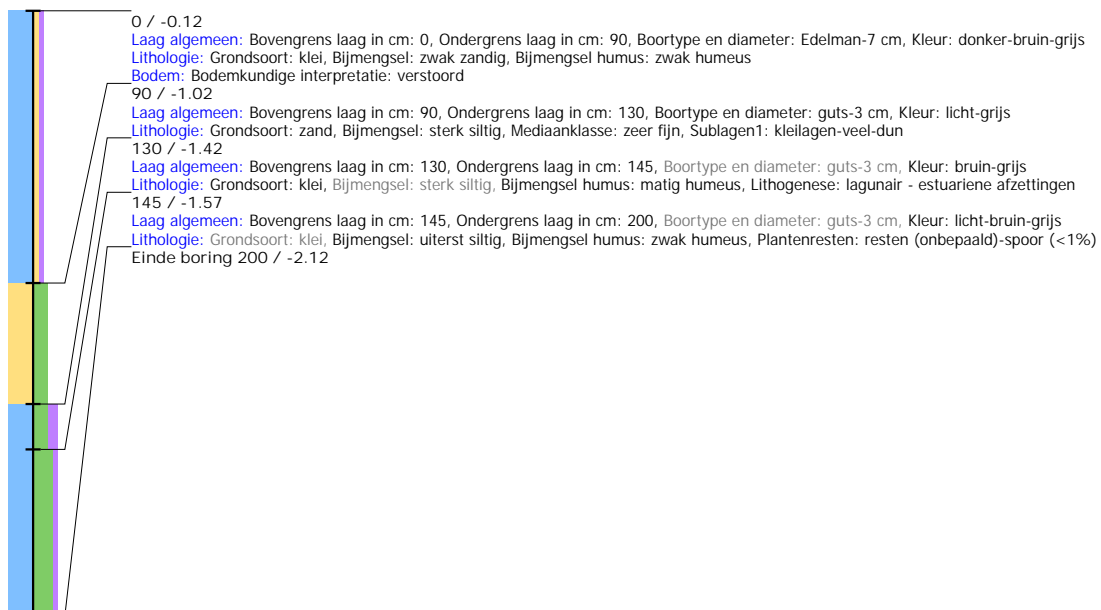 0 / -0.12
Laag algemeen: Bovengrens laag in cm: 0, Ondergrens laag in cm: 90, Boortype en diameter: Edelman-7 cm, Kleur: donker-bruin-grijs
Lithologie: Grondsoort: klei, Bijmengsel: zwak zandig, Bijmengsel humus: zwak humeus
Bodem: Bodemkundige interpretatie: verstoord
90 / -1.02
Laag algemeen: Bovengrens laag in cm: 90, Ondergrens laag in cm: 130, Boortype en diameter: guts-3 cm, Kleur: licht-grijs
Lithologie: Grondsoort: zand, Bijmengsel: sterk siltig, Mediaanklasse: zeer fijn, Sublagen1: kleilagen-veel-dun
130 / -1.42
Laag algemeen: Bovengrens laag in cm: 130, Ondergrens laag in cm: 145, Boortype en diameter: guts-3 cm, Kleur: bruin-grijs
Lithologie: Grondsoort: klei, Bijmengsel: sterk siltig, Bijmengsel humus: matig humeus, Lithogenese: lagunair - estuariene afzettingen
145 / -1.57
Laag algemeen: Bovengrens laag in cm: 145, Ondergrens laag in cm: 200, Boortype en diameter: guts-3 cm, Kleur: licht-bruin-grijs
Lithologie: Grondsoort: klei, Bijmengsel: uiterst siltig, Bijmengsel humus: zwak humeus, Plantenresten: resten (onbepaald)-spoor (<1%)
Einde boring 200 / -2.12